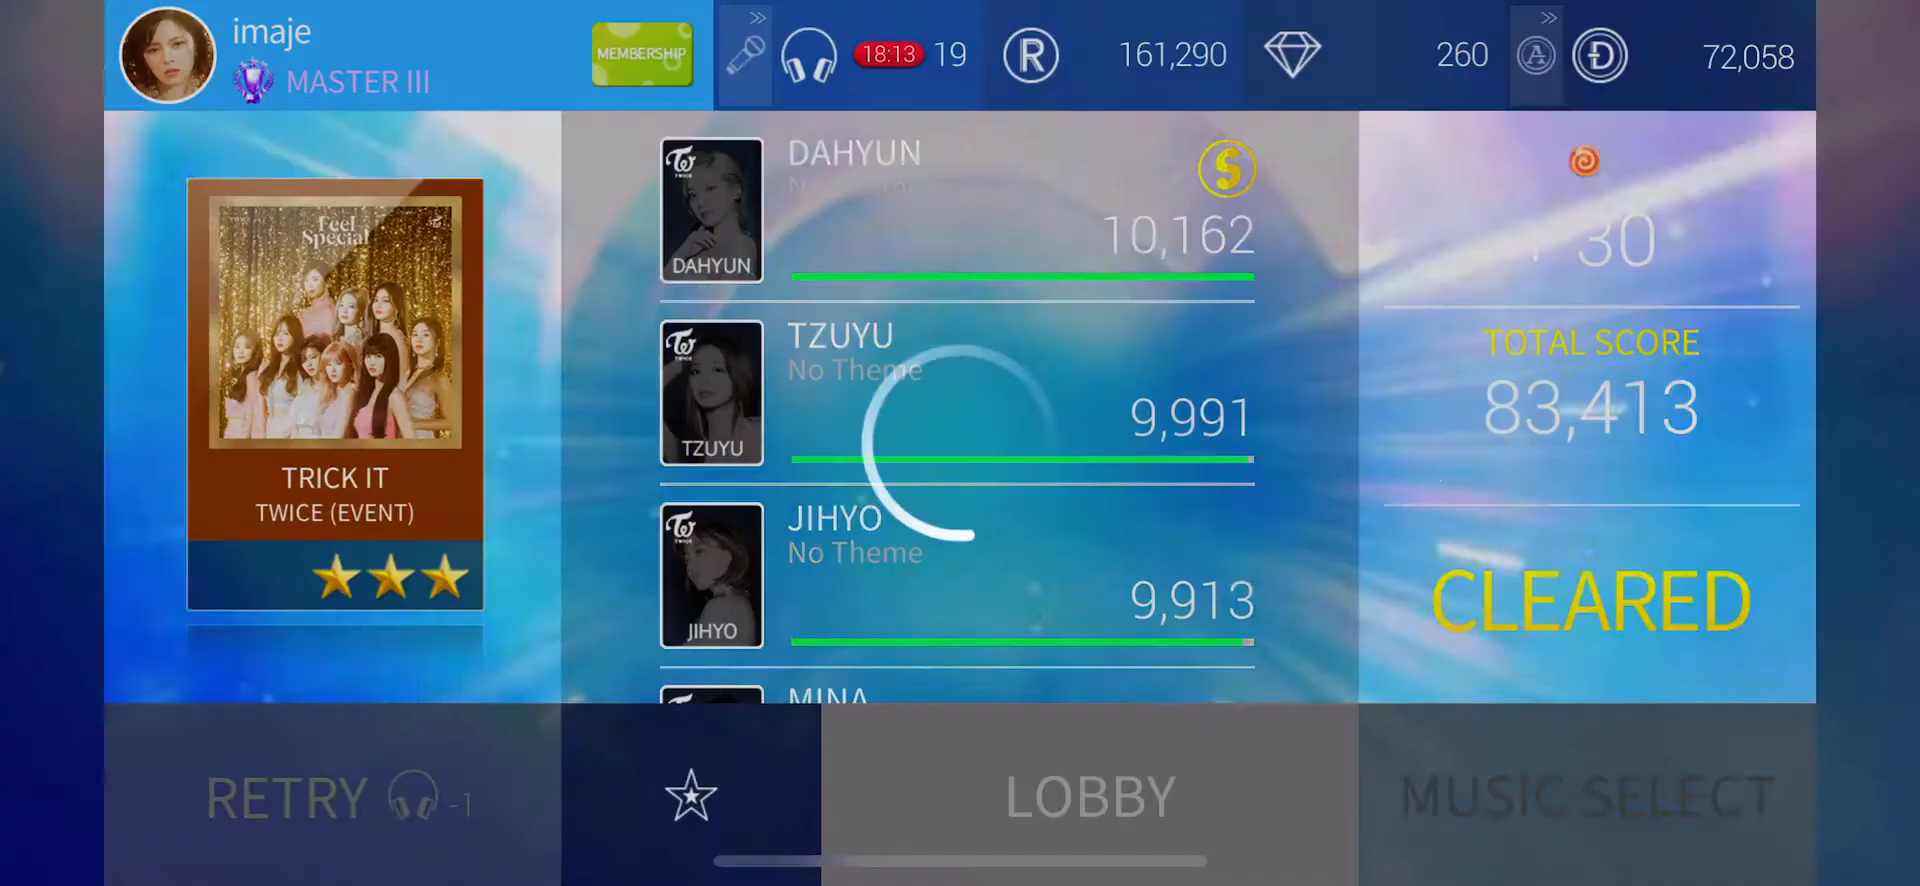 imaje
MASTER III
MEMBERSHIP
18:13 19
R
161,290
260
A
72,058
Feel
Special
TRICK IT
TWICE (EVENT)
DAHYUN
DAHYUN
10,162
TZUYU
TZUYU
No Theme
9,991
JIHYO
JIHYO
No Theme
9,913
MINA
30
TOTAL SCORE
83,413
CLEARED
RETRY -1
LOBBY
MUSIC SELECT